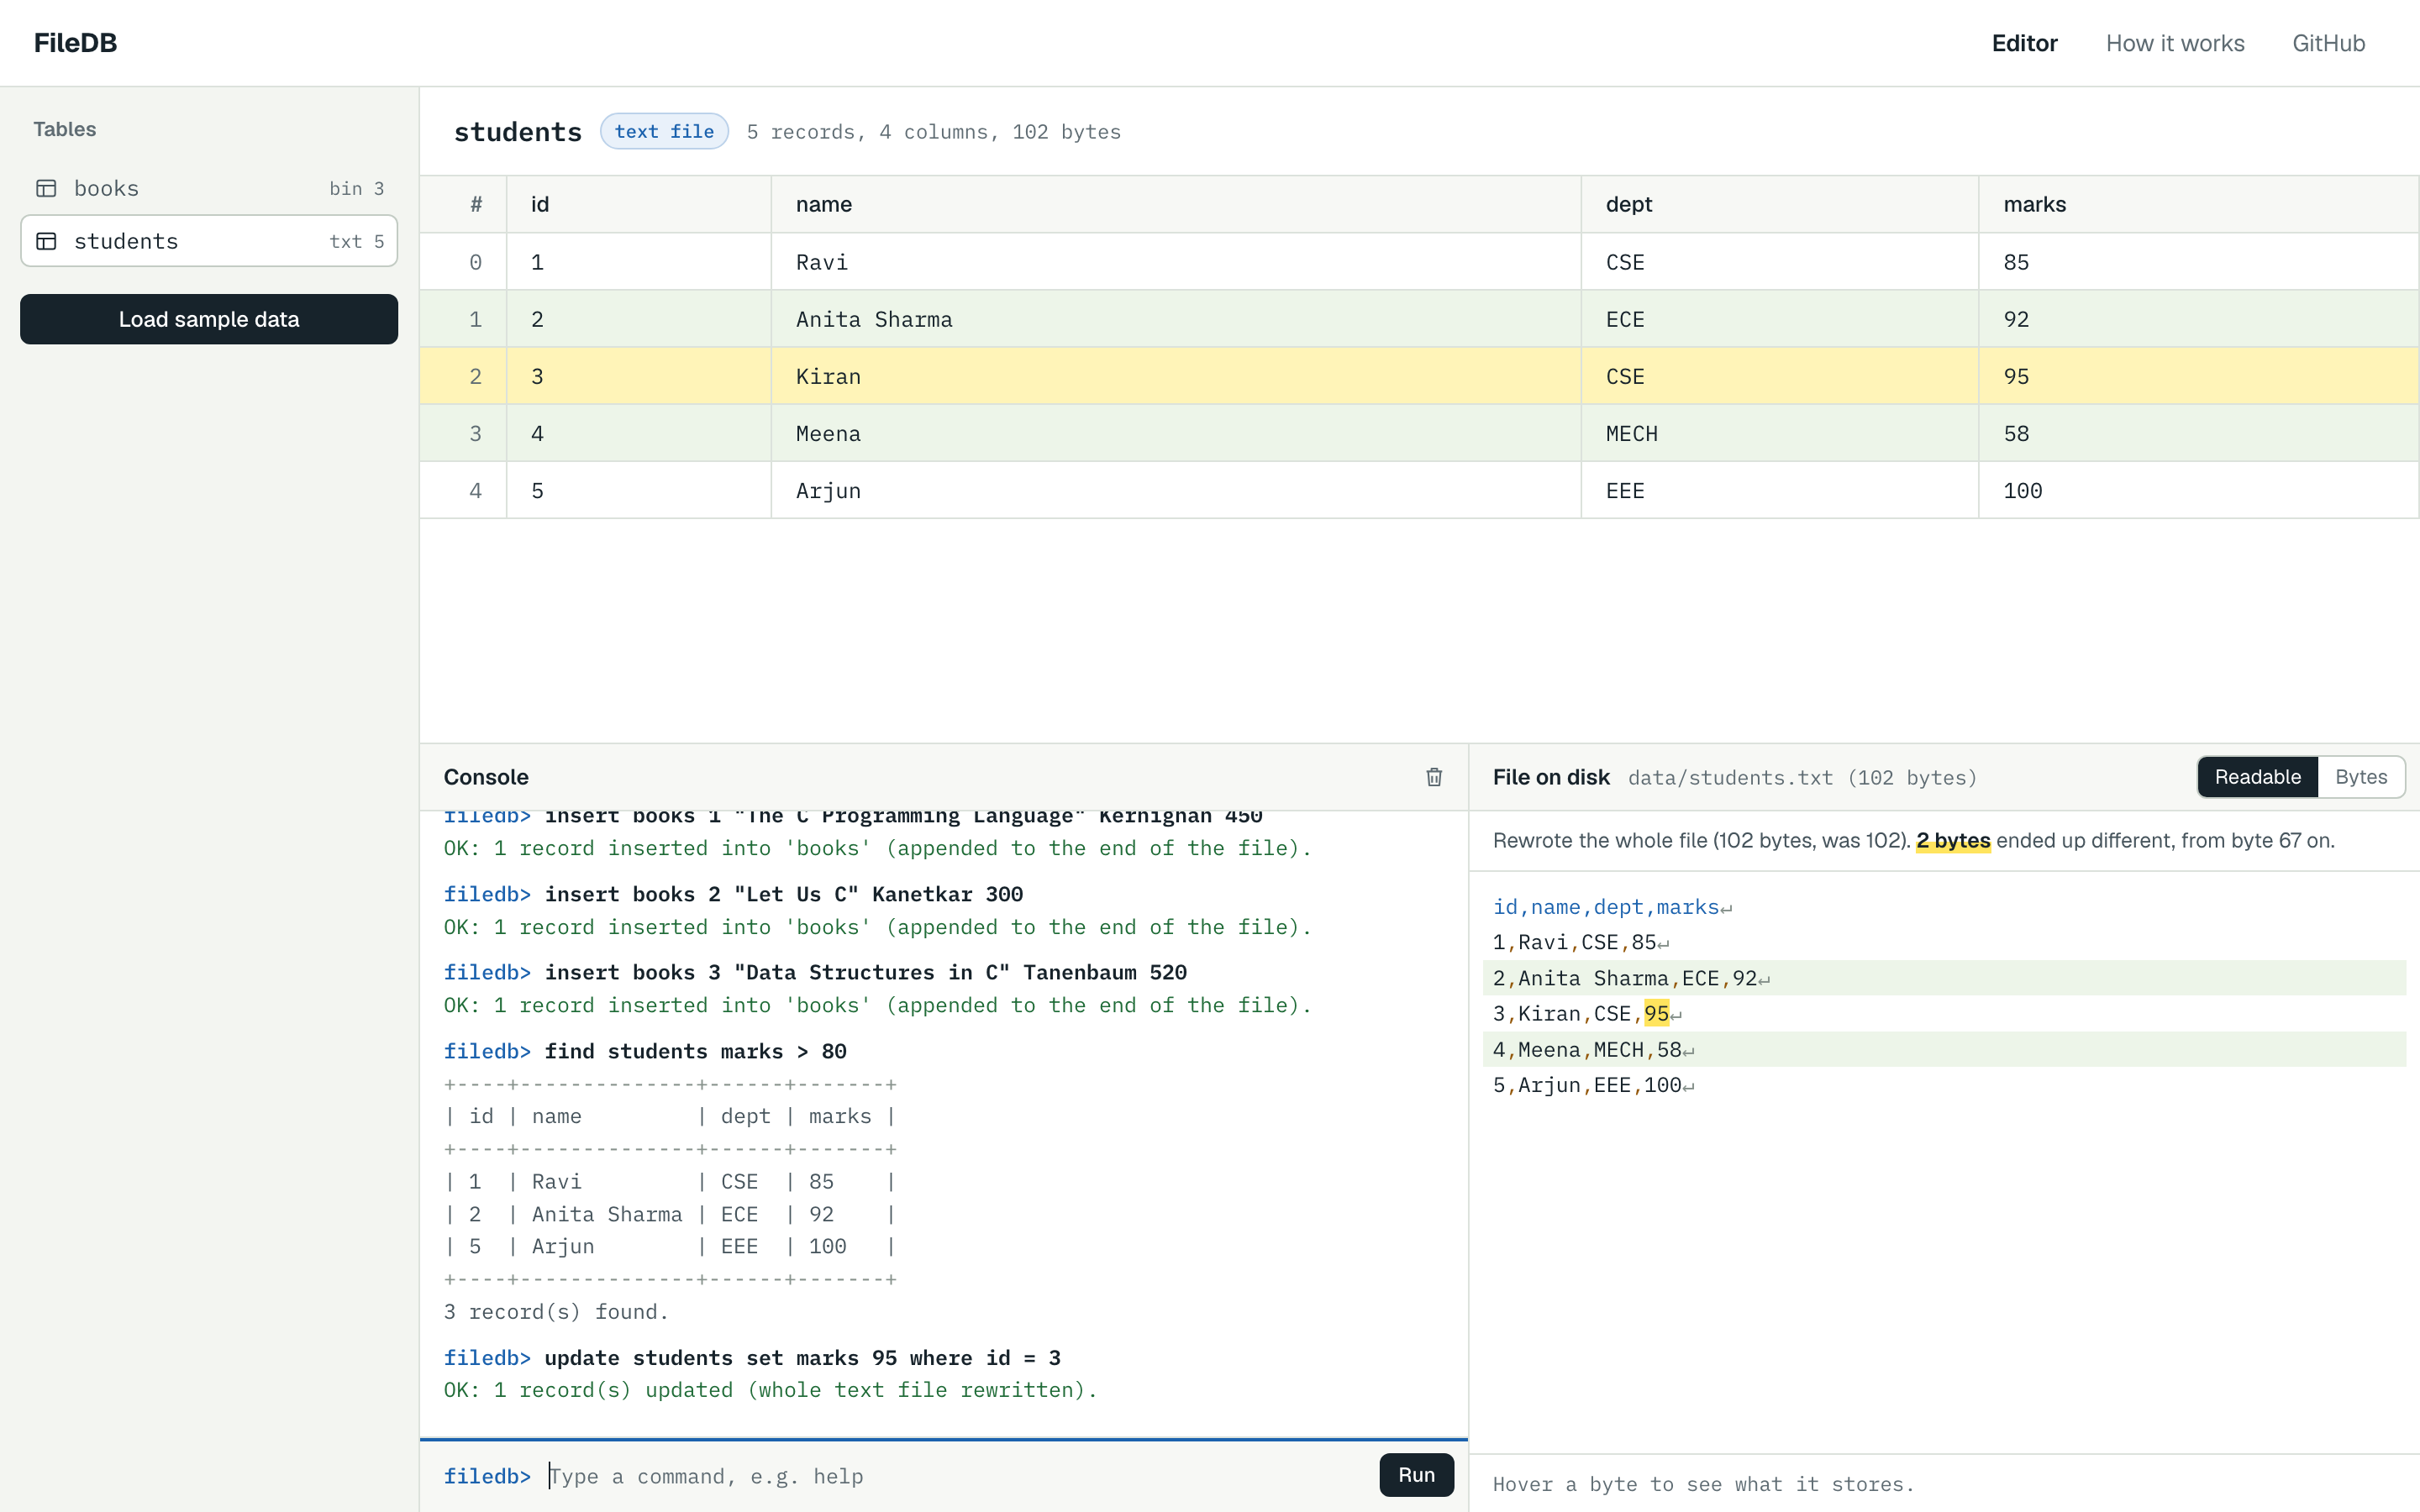 FileDB
Editor How it works GitHub
Tables
books bin 3
students txt 5
Load sample data
students text file 5 records, 4 columns, 102 bytes
# id name dept marks
0 1 Ravi CSE 85
1 2 Anita Sharma ECE 92
2 3 Kiran CSE 95
3 4 Meena MECH 58
4 5 Arjun EEE 100
Console
filedb> insert books 1 "The C Programming Language" Kernighan 450
OK: 1 record inserted into 'books' (appended to the end of the file).
filedb> insert books 2 "Let Us C" Kanetkar 300
OK: 1 record inserted into 'books' (appended to the end of the file).
filedb> insert books 3 "Data Structures in C" Tanenbaum 520
OK: 1 record inserted into 'books' (appended to the end of the file).
filedb> find students marks > 80
+----+--------------+------+-------+
| id | name         | dept | marks |
+----+--------------+------+-------+
| 1  | Ravi         | CSE  | 85    |
| 2  | Anita Sharma | ECE  | 92    |
| 5  | Arjun        | EEE  | 100   |
+----+--------------+------+-------+
3 record(s) found.
filedb> update students set marks 95 where id = 3
OK: 1 record(s) updated (whole text file rewritten).
filedb> Type a command, e.g. help
Run
File on disk data/students.txt (102 bytes)
Readable Bytes
Rewrote the whole file (102 bytes, was 102). 2 bytes ended up different, from byte 67 on.
id,name,dept,marks↵
1,Ravi,CSE,85↵
2,Anita Sharma,ECE,92↵
3,Kiran,CSE,95↵
4,Meena,MECH,58↵
5,Arjun,EEE,100↵
Hover a byte to see what it stores.